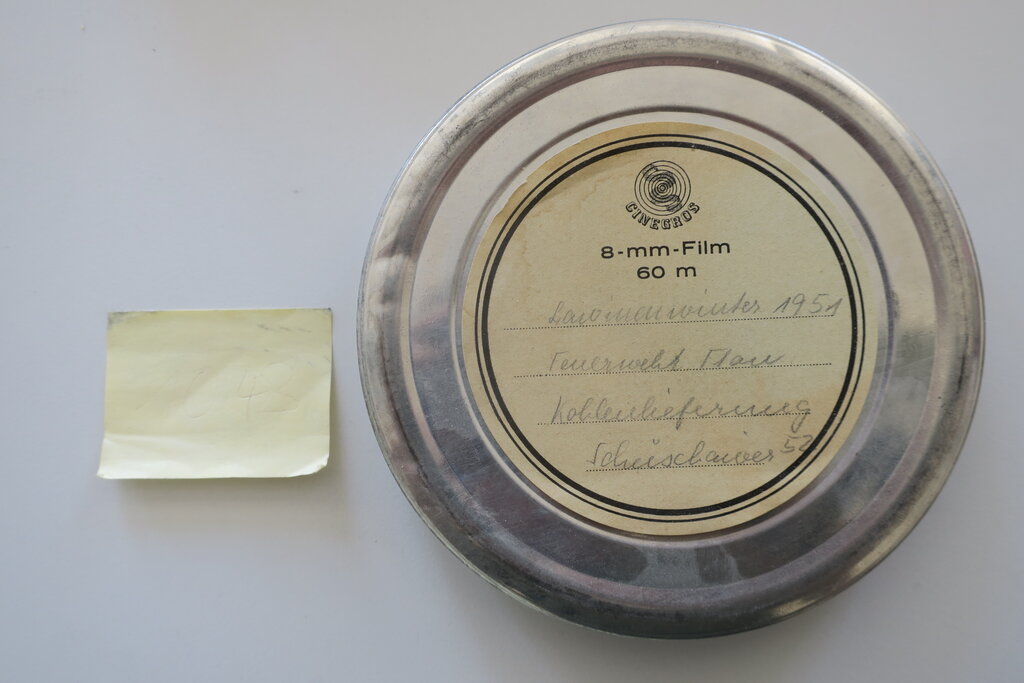 CINEGROS
8-mm-Film
60 m
Lawinenwinter 1951
Feuerwehr
Kohlenlieferung
52